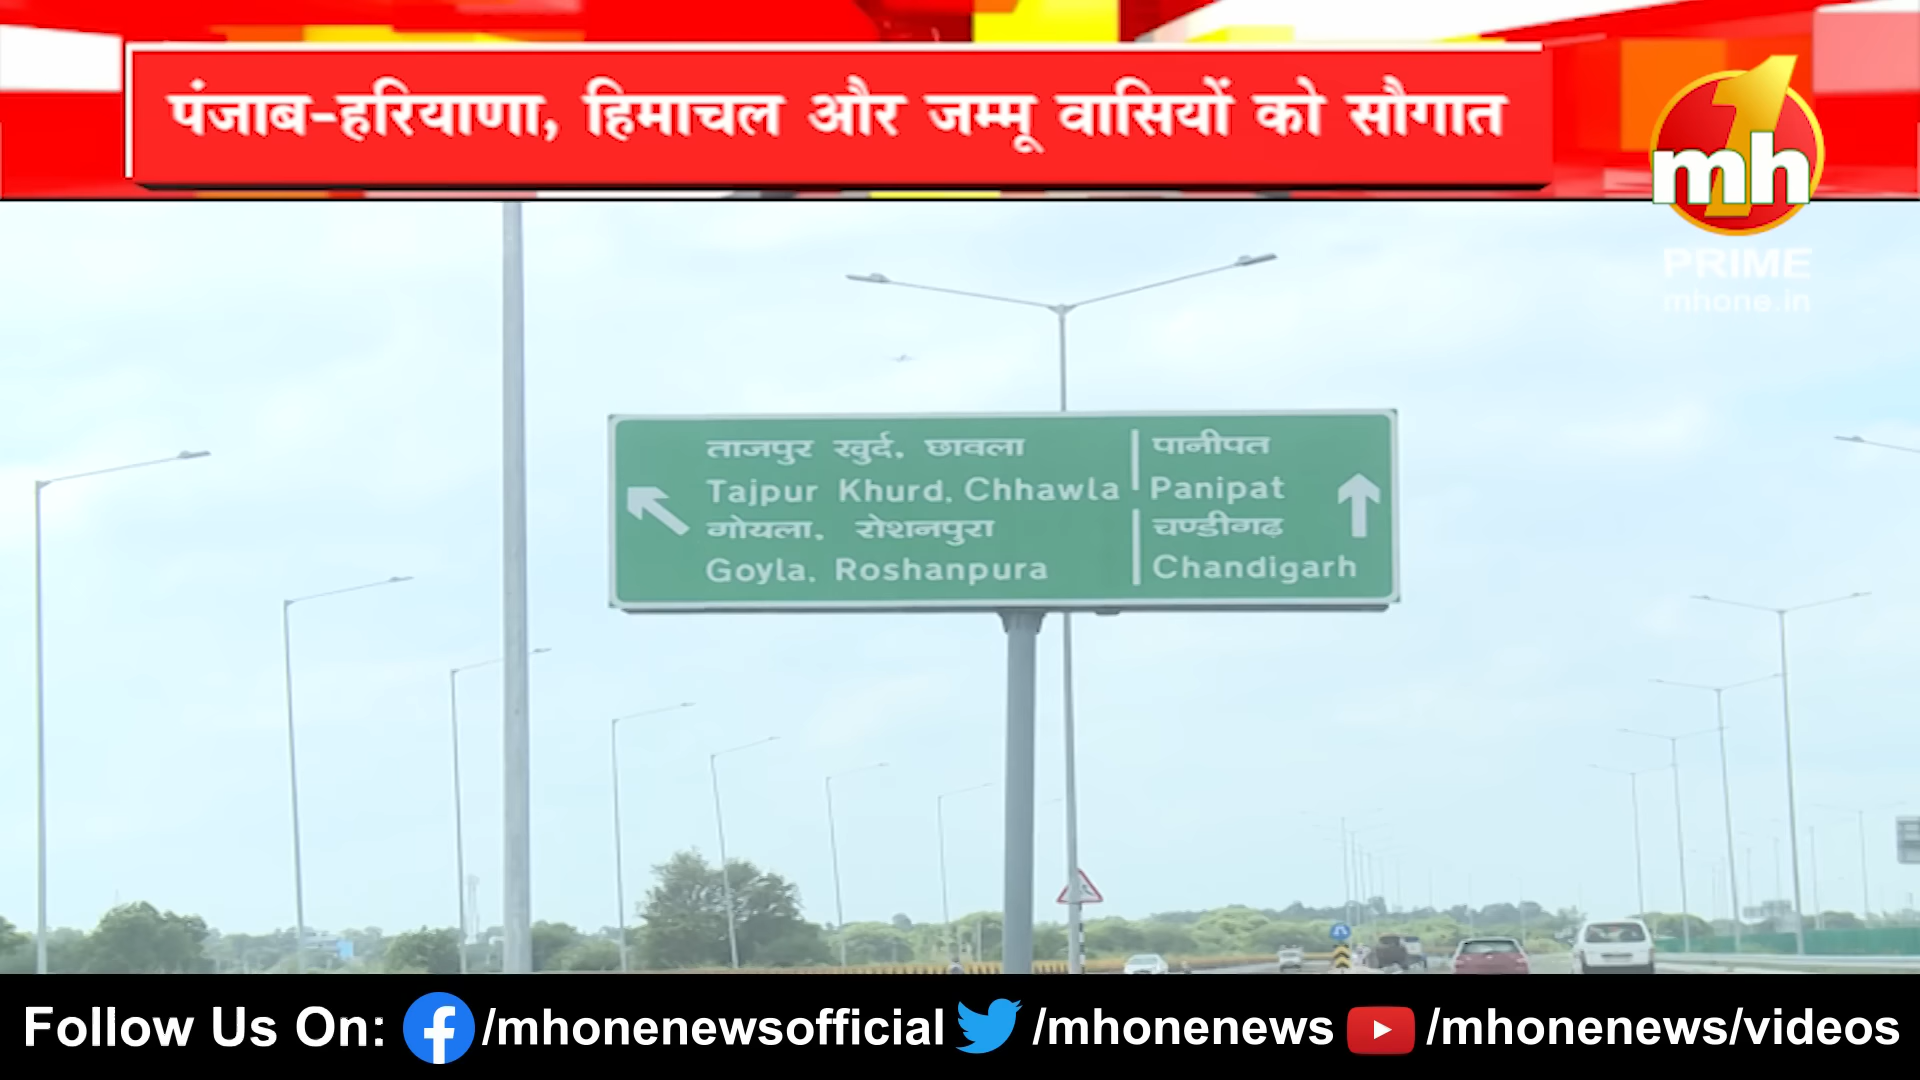 पंजाब-हरियाणा, हिमाचल और जम्मू वासियों को सौगात
mh1
PRIME
mhone.in
ताजपुर खुर्द, छावला
Tajpur Khurd, Chhawla
गोयला, रोशनपुरा
Goyla, Roshanpura
पानीपत
Panipat
चण्डीगढ़
Chandigarh
Follow Us On: /mhonenewsofficial /mhonenews /mhonenews/videos